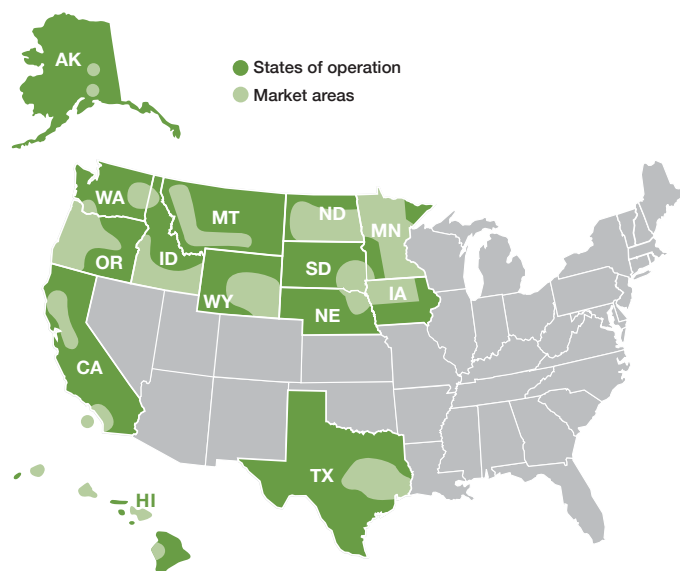 AK
States of operation
Market areas
WA
MT
ND
MN
OR
ID
SD
WY
IA
NE
CA
TX
HI